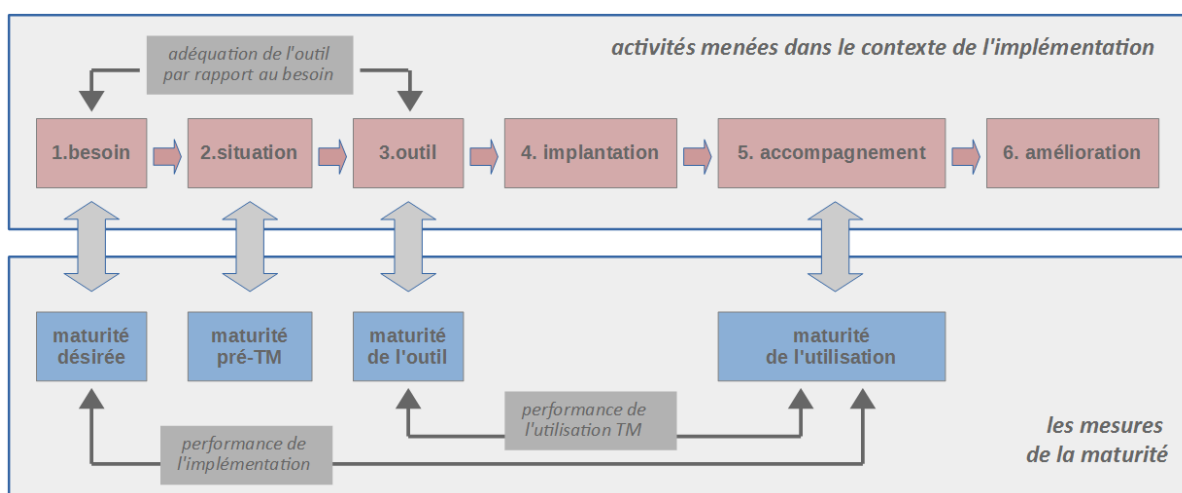 adéquation de l'outil
par rapport au besoin
activités menées dans le contexte de l'implémentation
1.besoin
2.situation
3.outil
4. implantation
5. accompagnement
6. amélioration
maturité
désirée
maturité
pré-TM
maturité
de l'outil
maturité
de l'utilisation
performance de
l'utilisation TM
performance de
l'implémentation
les mesures
de la maturité